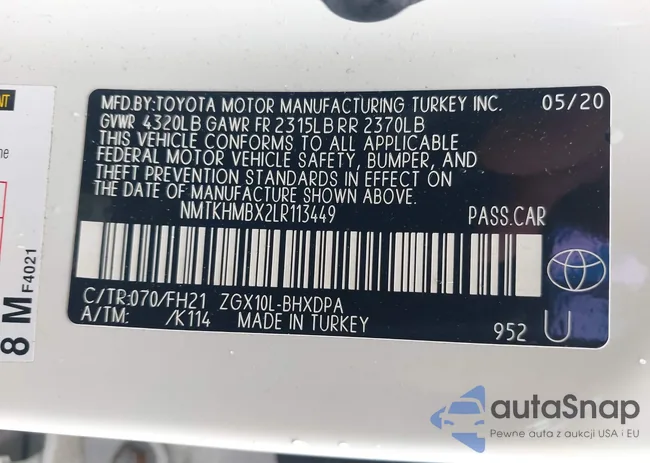 MFD.BY:TOYOTA MOTOR MANUFACTURING TURKEY INC. 05/20
GVWR 4320LB GAWR FR 2315LB RR 2370LB
THIS VEHICLE CONFORMS TO ALL APPLICABLE
FEDERAL MOTOR VEHICLE SAFETY, BUMPER, AND
THEFT PREVENTION STANDARDS IN EFFECT ON
THE DATE OF MANUFACTURE SHOWN ABOVE.
NMTKHMBX2LR113449 PASS.CAR
C/TR:070/FH21 ZGX10L-BHXDPA
A/TM: /K114 MADE IN TURKEY
952 U
8 M F4021
autaSnap
Pewne auta z aukcji USA i EU